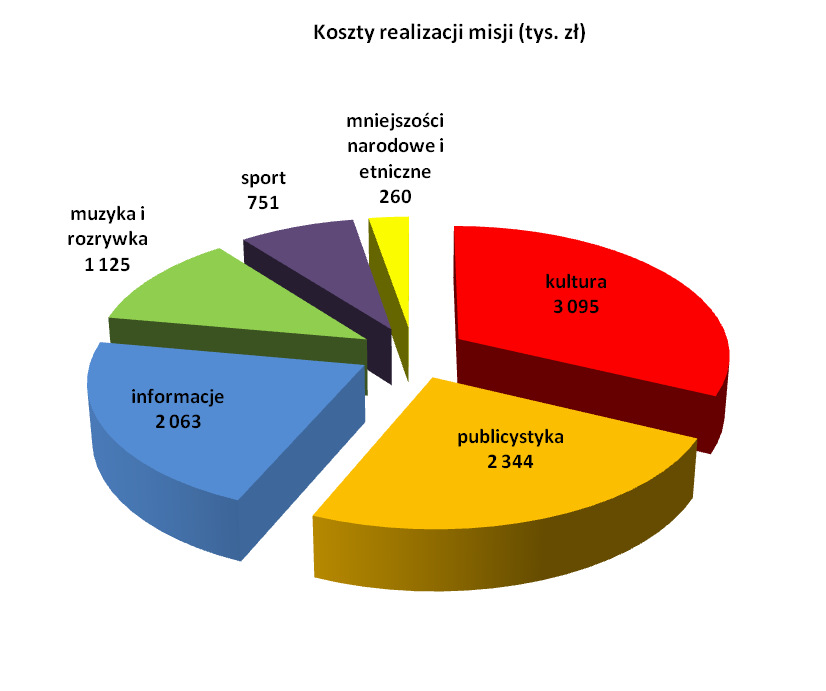 Koszty realizacji misji (tys. zł)
mniejszości
narodowe i
etniczne
260
sport
751
muzyka i
rozrywka
1 125
kultura
3 095
informacje
2 063
publicystyka
2 344